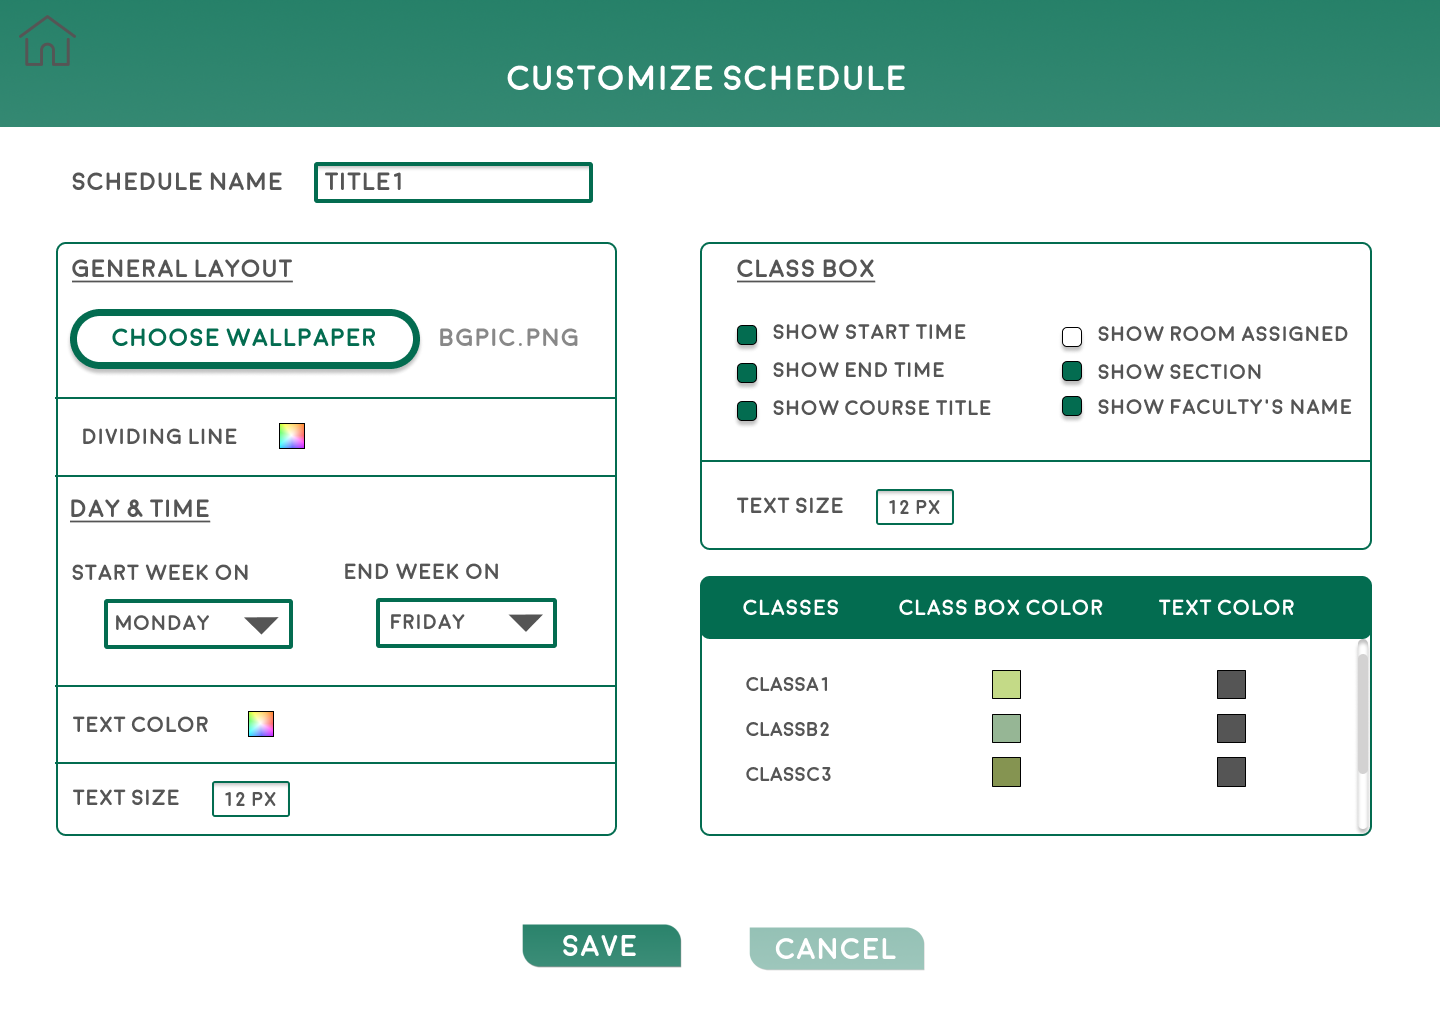 CUSTOMIZE SCHEDULE
SCHEDULE NAME TITLE1
GENERAL LAYOUT
CHOOSE WALLPAPER BGPIC.PNG
DIVIDING LINE
DAY & TIME
START WEEK ON END WEEK ON
MONDAY FRIDAY
TEXT COLOR
TEXT SIZE 12 PX
CLASS BOX
SHOW START TIME SHOW ROOM ASSIGNED
SHOW END TIME SHOW SECTION
SHOW COURSE TITLE SHOW FACULTY'S NAME
TEXT SIZE 12 PX
CLASSES CLASS BOX COLOR TEXT COLOR
CLASSA1
CLASSB2
CLASSC3
SAVE CANCEL